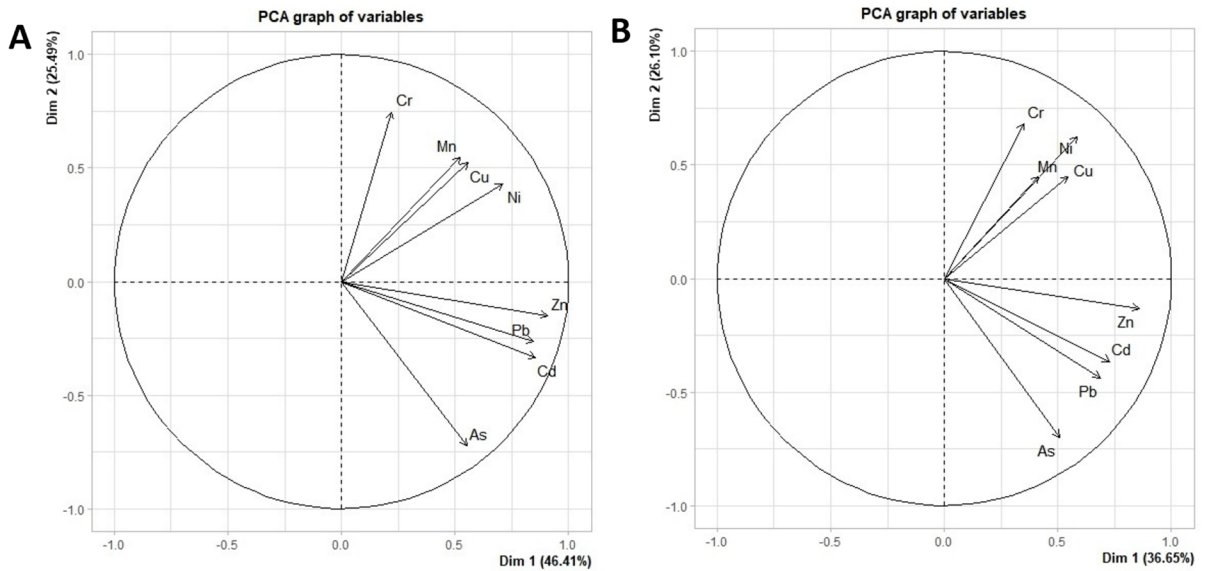 A
PCA graph of variables
Dim 2 (25.49%)
1.0
0.5
0.0
-0.5
-1.0
Cr
Mn
Cu
Ni
Zn
Pb
Cd
As
-1.0 -0.5 0.0 0.5 1.0
Dim 1 (46.41%)
B
PCA graph of variables
Dim 2 (26.10%)
1.0
0.5
0.0
-0.5
-1.0
Cr
Ni
Mn
Cu
Zn
Cd
Pb
As
-1.0 -0.5 0.0 0.5 1.0
Dim 1 (36.65%)